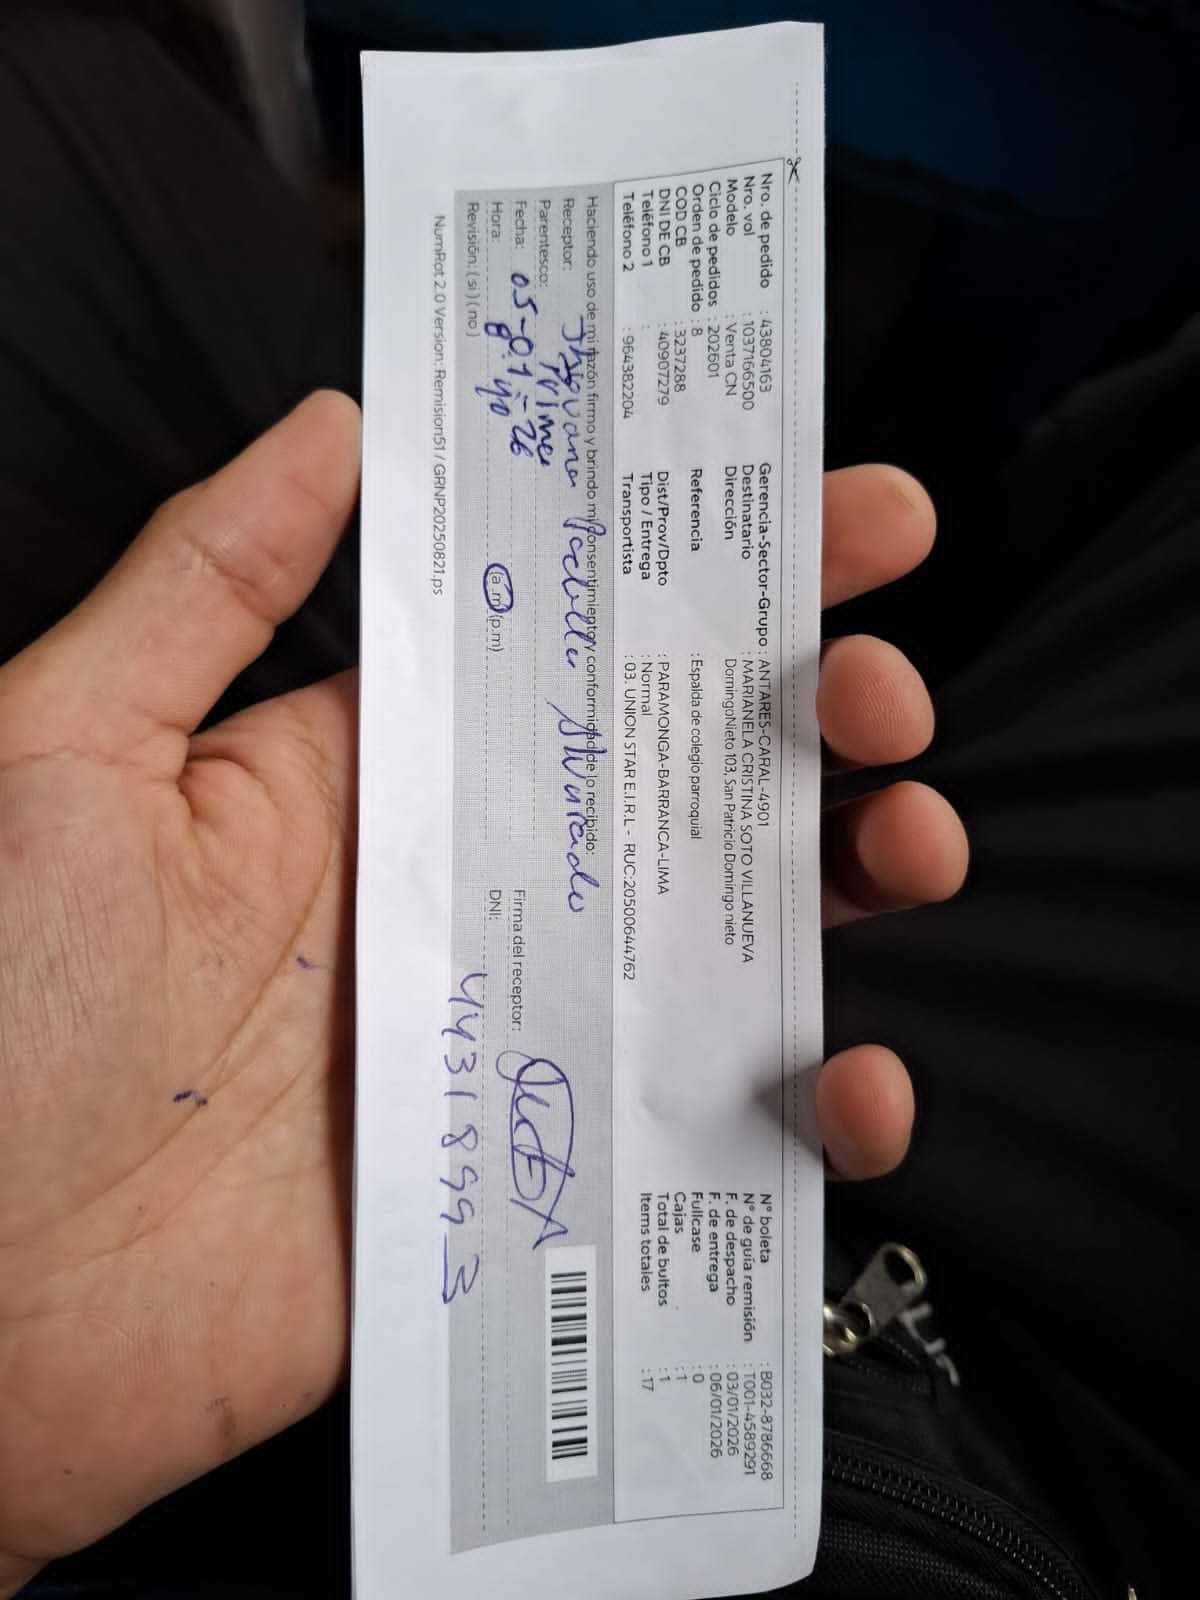 Nro. de pedido : 43804163
Nro. vol : 1037166500
Modelo : Venta CN
Ciclo de pedidos : 202601
Orden de pedido : 8
COD CB : 3237288
DNI DE CB : 40907279
Teléfono 1 :
Teléfono 2 : 964382204
Gerencia-Sector-Grupo : ANTARES-CARAL-4901
Destinatario : MARIANELA CRISTINA SOTO VILLANUEVA
Dirección DomingoNieto 103, San Patricio Domingo nieto
Referencia : Espalda de colegio parroquial
Dist/Prov/Dpto : PARAMONGA-BARRANCA-LIMA
Tipo / Entrega : Normal
Transportista : 03. UNION STAR E.I.R.L - RUC:20500644762
N° boleta : B032-8786668
N° de guía remisión : T001-4589291
F. de despacho : 03/01/2026
F. de entrega : 06/01/2026
Fullcase : 0
Cajas : 1
Total de bultos : 1
Items totales : 17
Haciendo uso de mi razón firmo y brindo mi consentimiento y conformidad de lo recibido:
Receptor:
Parentesco:
Fecha: 05-01-26
Hora: 8:40 (a.m) (p.m)
Revisión: ( si ) ( no )
Firma del receptor:
DNI: 44318993
NumRot 2.0 Version: Remision51 / GRNP20250821.ps